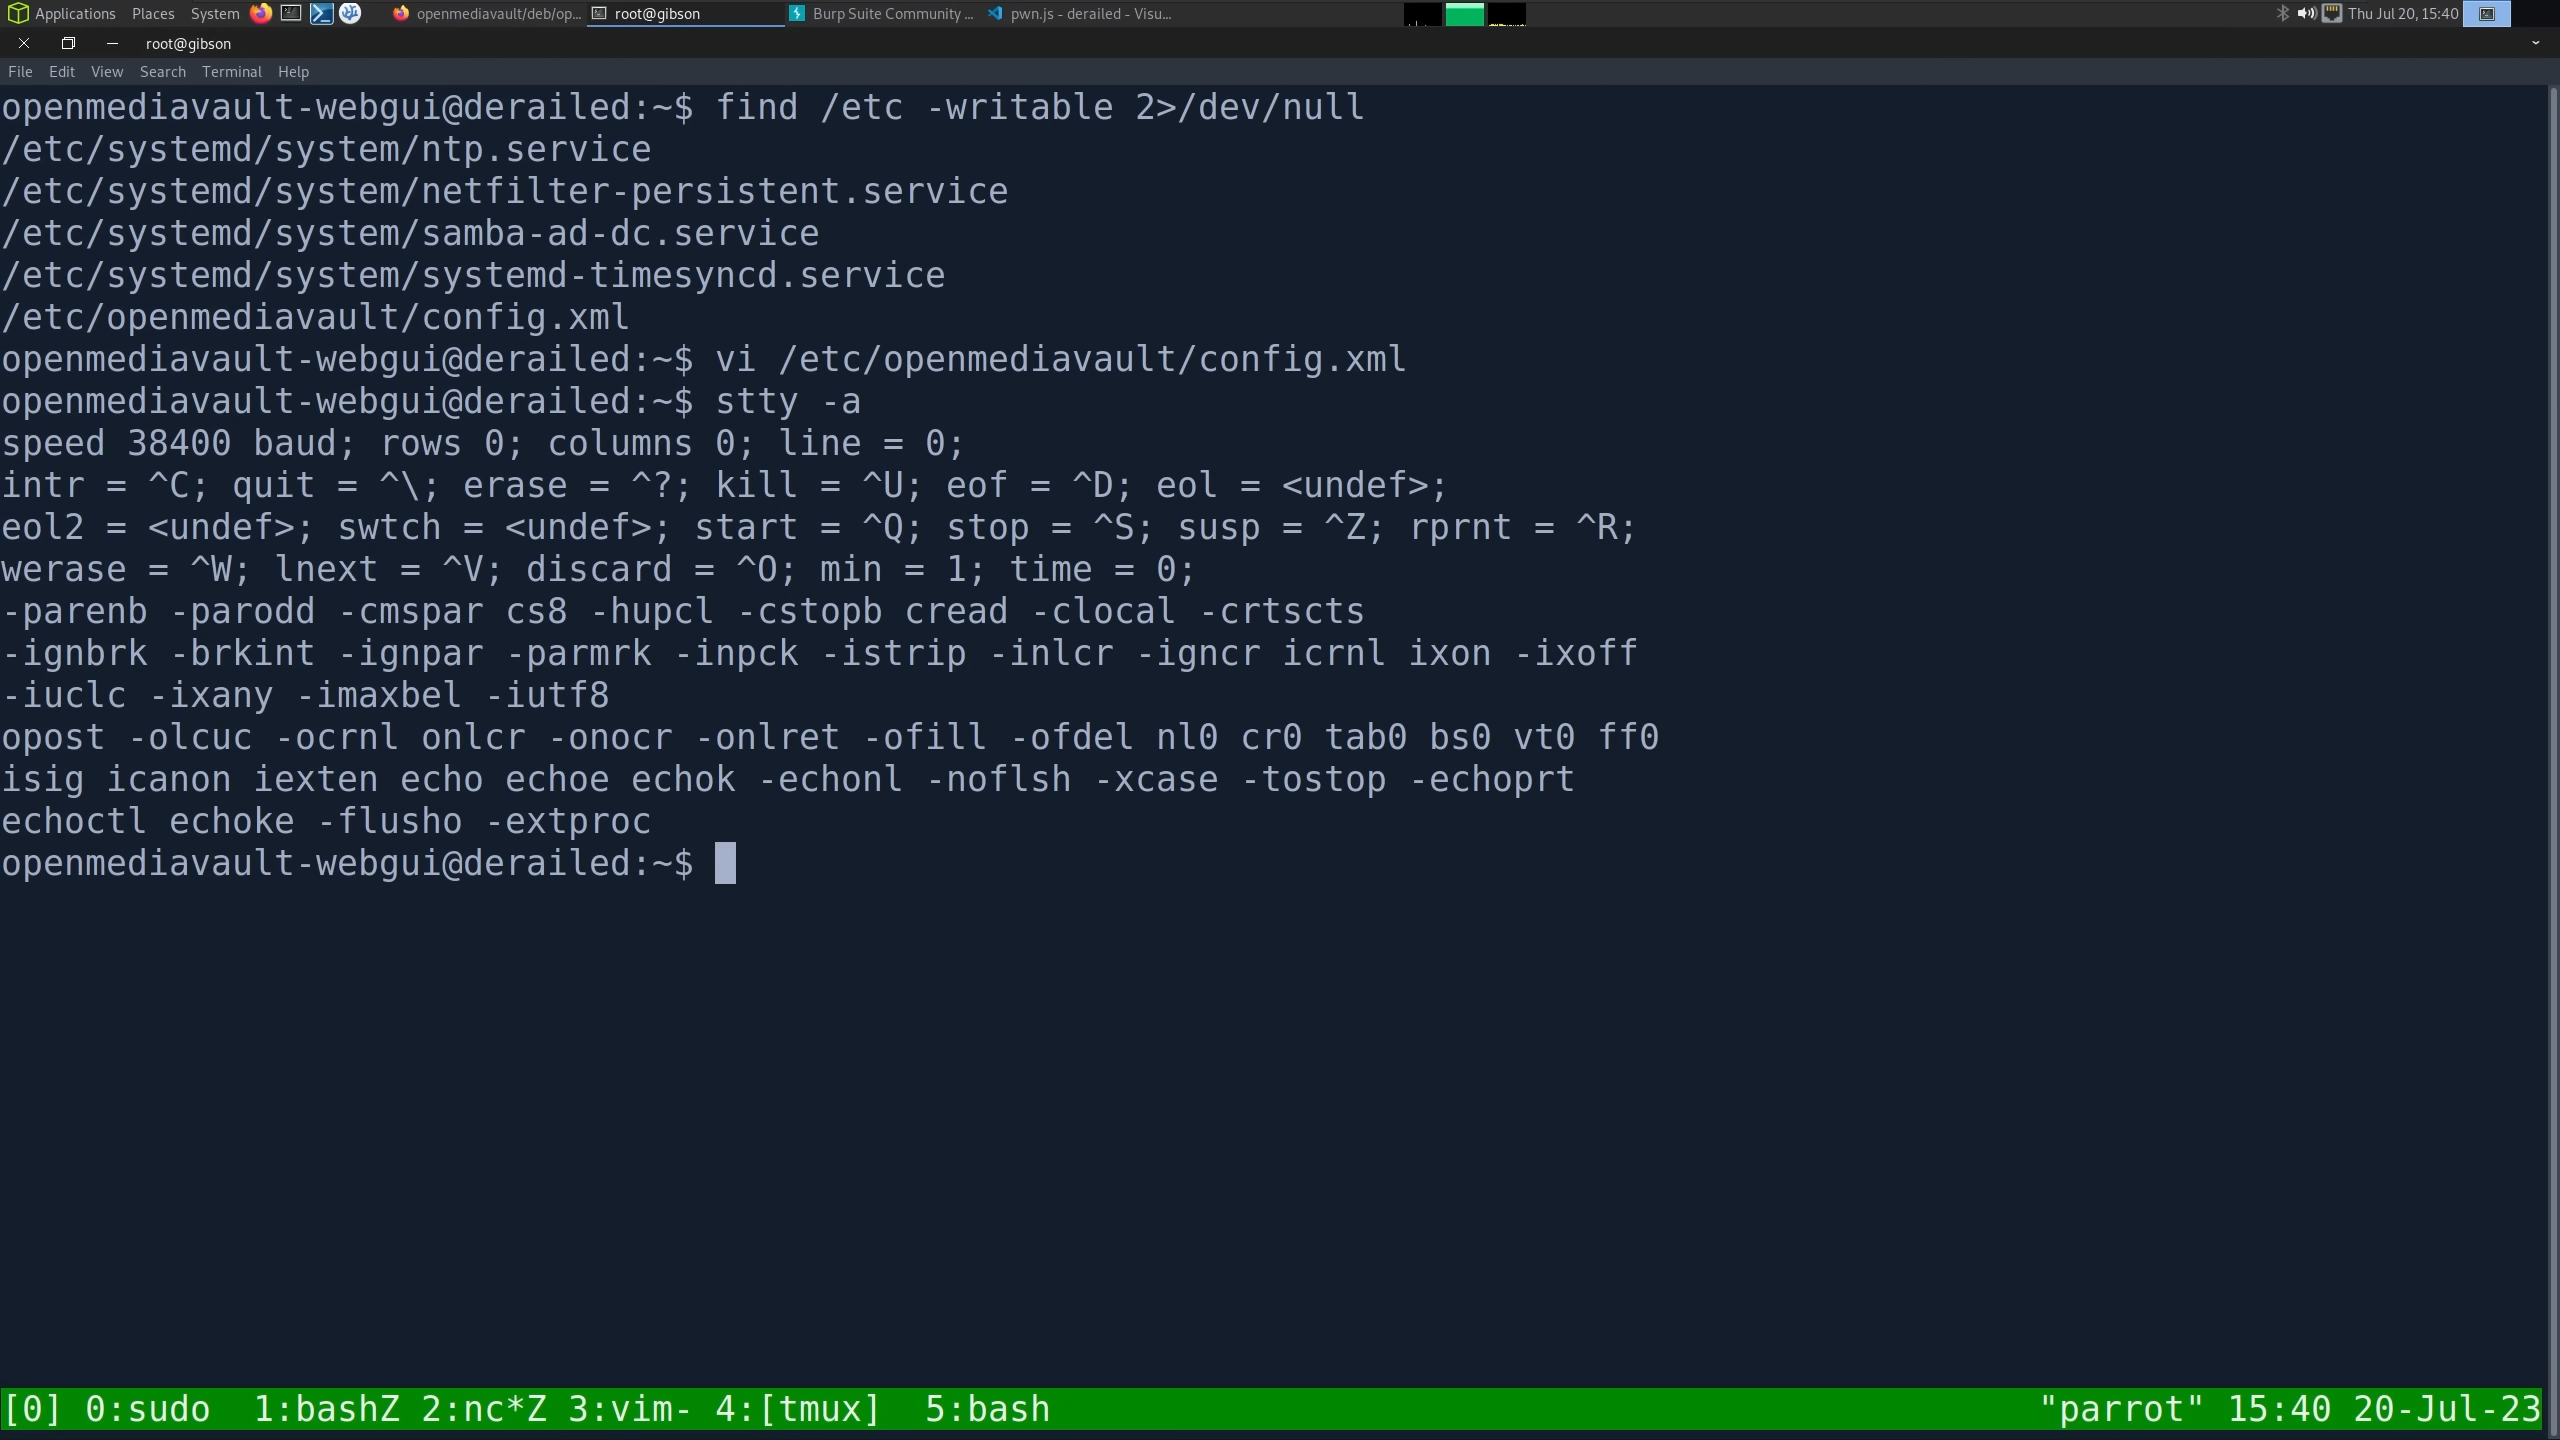 Applications Places System openmediavault/deb/op... root@gibson Burp Suite Community ... pwn.js - derailed - Visu... Thu Jul 20, 15:40
root@gibson
File Edit View Search Terminal Help
openmediavault-webgui@derailed:~$ find /etc -writable 2>/dev/null
/etc/systemd/system/ntp.service
/etc/systemd/system/netfilter-persistent.service
/etc/systemd/system/samba-ad-dc.service
/etc/systemd/system/systemd-timesyncd.service
/etc/openmediavault/config.xml
openmediavault-webgui@derailed:~$ vi /etc/openmediavault/config.xml
openmediavault-webgui@derailed:~$ stty -a
speed 38400 baud; rows 0; columns 0; line = 0;
intr = ^C; quit = ^\; erase = ^?; kill = ^U; eof = ^D; eol = <undef>;
eol2 = <undef>; swtch = <undef>; start = ^Q; stop = ^S; susp = ^Z; rprnt = ^R;
werase = ^W; lnext = ^V; discard = ^O; min = 1; time = 0;
-parenb -parodd -cmspar cs8 -hupcl -cstopb cread -clocal -crtscts
-ignbrk -brkint -ignpar -parmrk -inpck -istrip -inlcr -igncr icrnl ixon -ixoff
-iuclc -ixany -imaxbel -iutf8
opost -olcuc -ocrnl onlcr -onocr -onlret -ofill -ofdel nl0 cr0 tab0 bs0 vt0 ff0
isig icanon iexten echo echoe echok -echonl -noflsh -xcase -tostop -echoprt
echoctl echoke -flusho -extproc
openmediavault-webgui@derailed:~$
[0] 0:sudo  1:bashZ 2:nc*Z 3:vim- 4:[tmux]  5:bash "parrot" 15:40 20-Jul-23